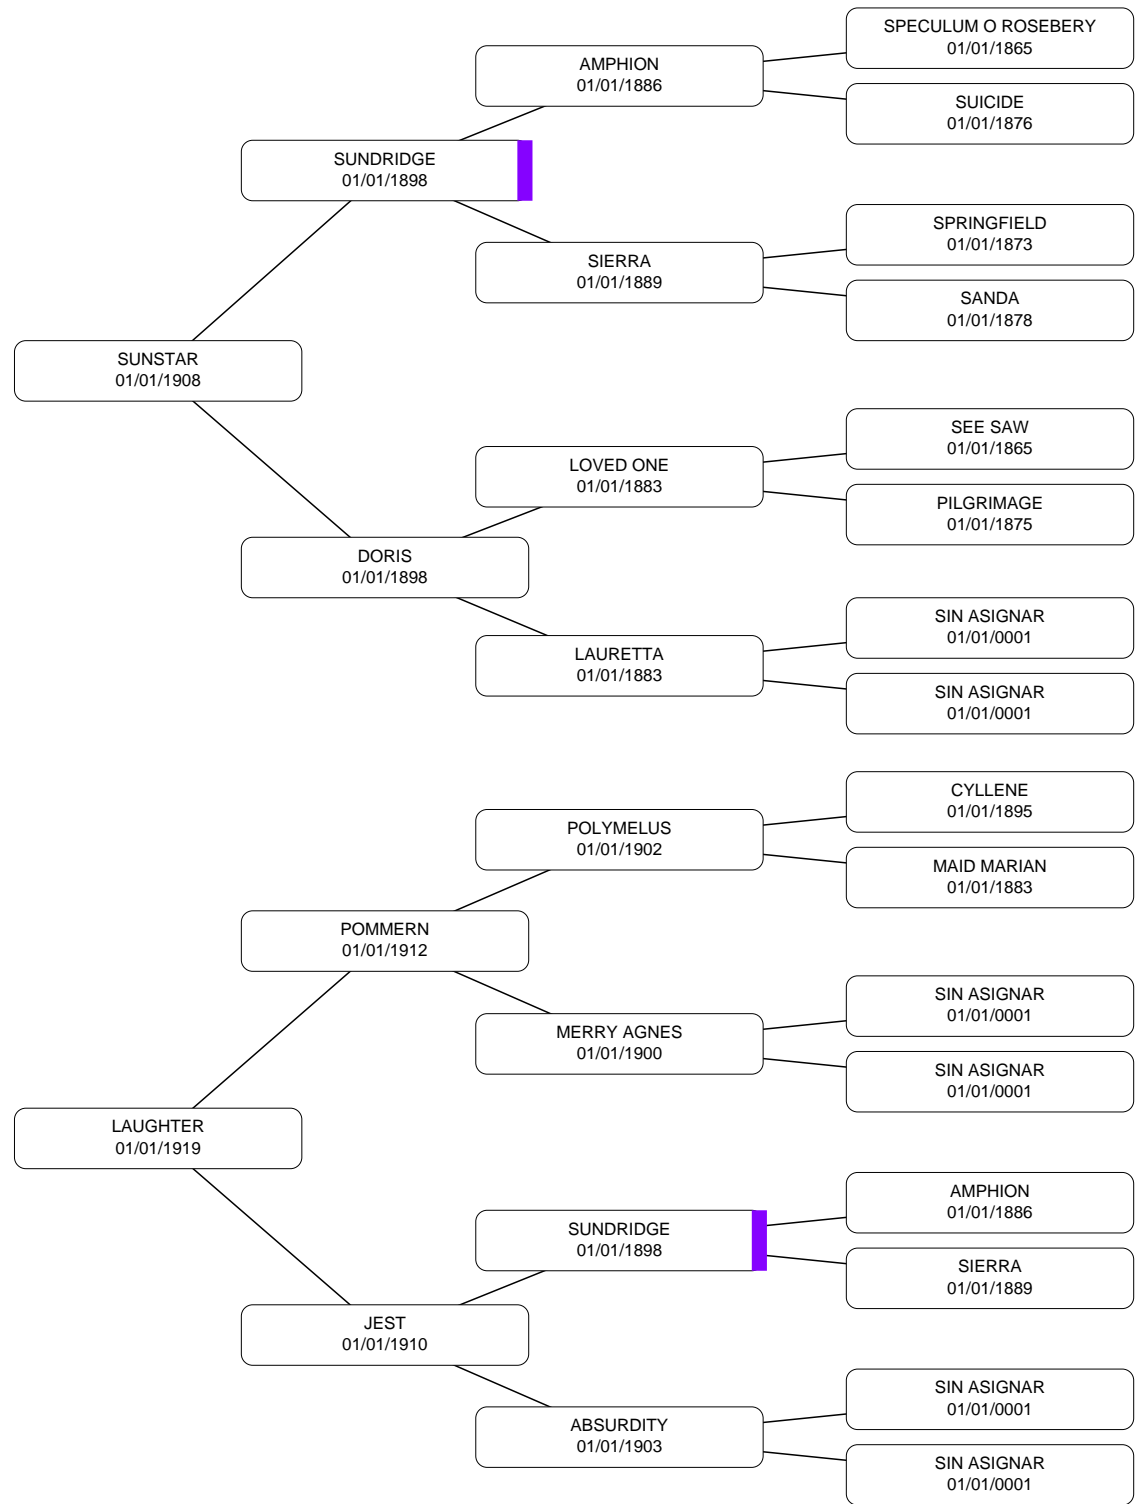 SPECULUM O ROSEBERY
01/01/1865
AMPHION
01/01/1886
SUICIDE
01/01/1876
SUNDRIDGE
01/01/1898
SPRINGFIELD
01/01/1873
SIERRA
01/01/1889
SANDA
01/01/1878
SUNSTAR
01/01/1908
SEE SAW
01/01/1865
LOVED ONE
01/01/1883
PILGRIMAGE
01/01/1875
DORIS
01/01/1898
SIN ASIGNAR
01/01/0001
LAURETTA
01/01/1883
SIN ASIGNAR
01/01/0001
CYLLENE
01/01/1895
POLYMELUS
01/01/1902
MAID MARIAN
01/01/1883
POMMERN
01/01/1912
SIN ASIGNAR
01/01/0001
MERRY AGNES
01/01/1900
SIN ASIGNAR
01/01/0001
LAUGHTER
01/01/1919
AMPHION
01/01/1886
SUNDRIDGE
01/01/1898
SIERRA
01/01/1889
JEST
01/01/1910
SIN ASIGNAR
01/01/0001
ABSURDITY
01/01/1903
SIN ASIGNAR
01/01/0001